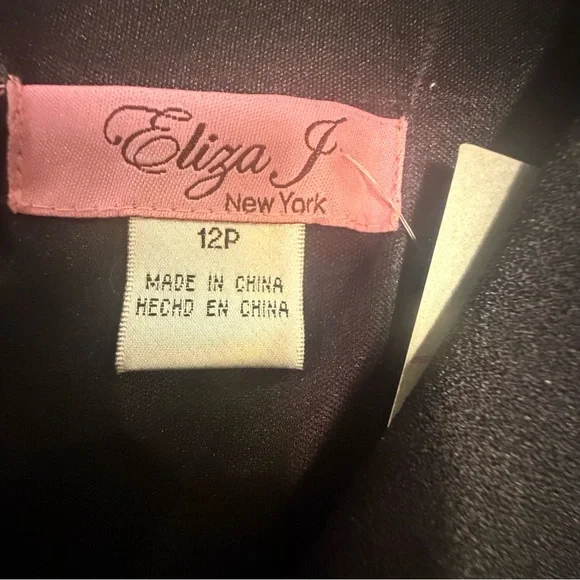 Eliza J
New York
12P
MADE IN CHINA
HECHO EN CHINA